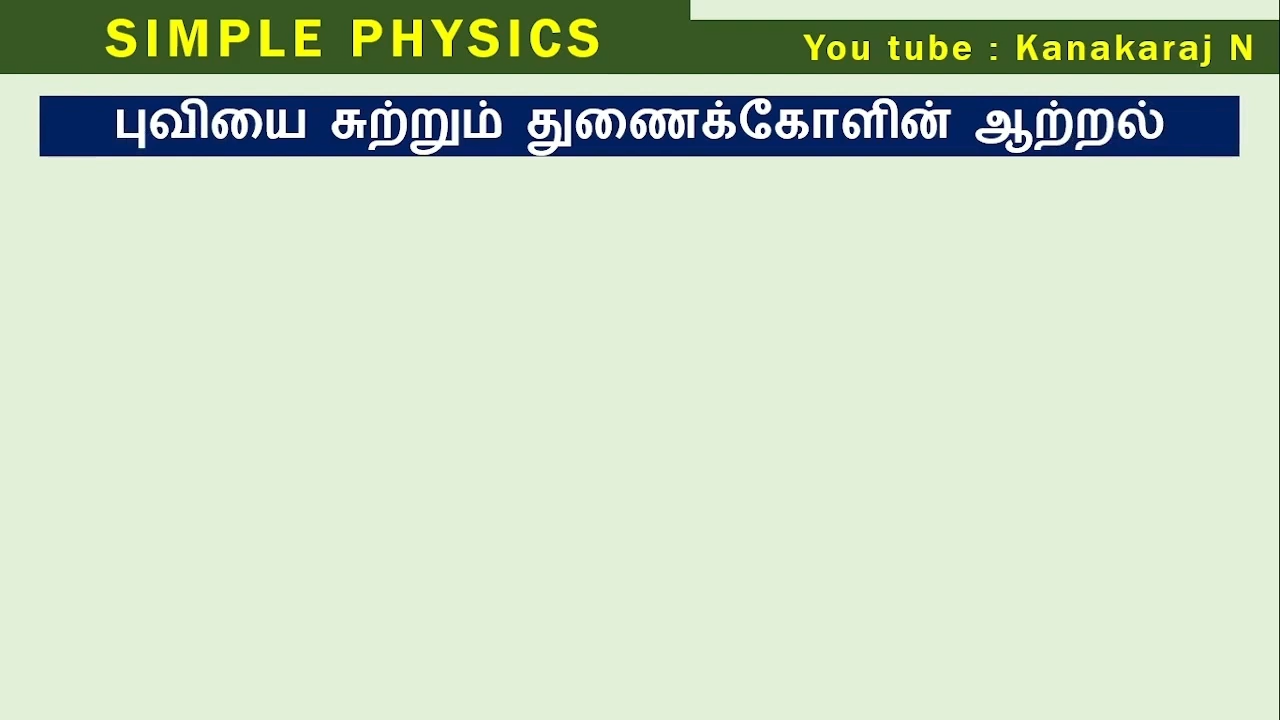 SIMPLE PHYSICS
You tube : Kanakaraj N
புவியை சுற்றும் துணைக்கோளின் ஆற்றல்